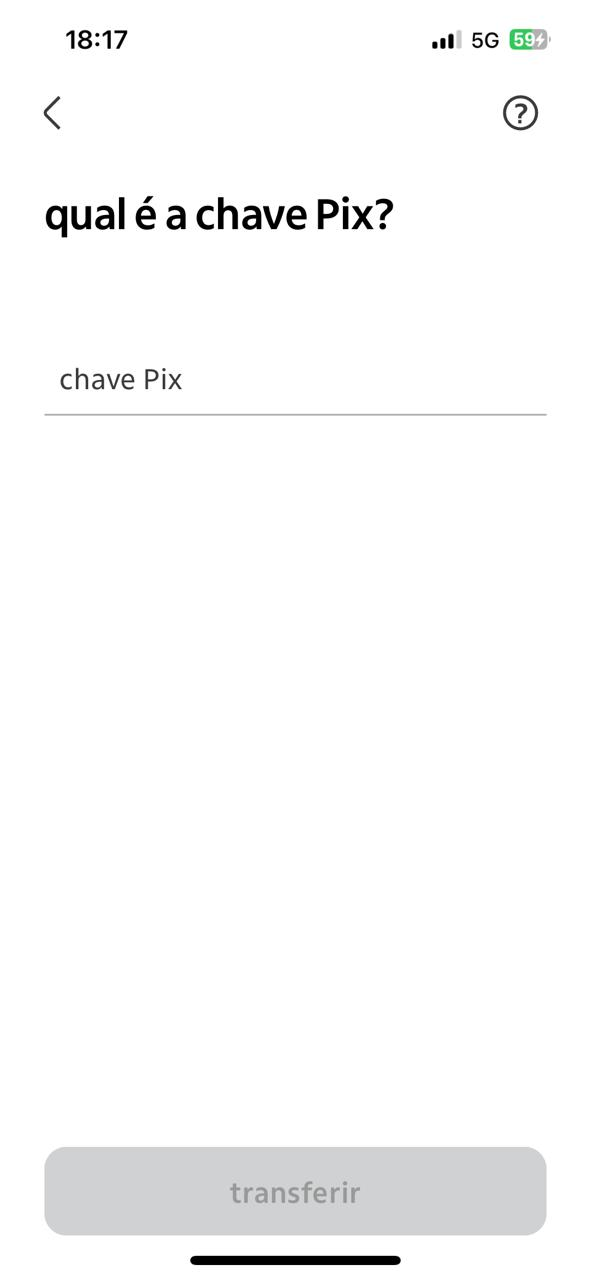 18:17 5G 59
qual é a chave Pix?
chave Pix
transferir